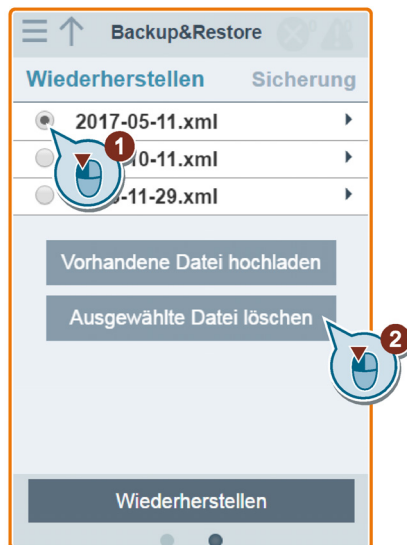 Backup&Restore
Wiederherstellen Sicherung
2017-05-11.xml
1
10-11.xml
-11-29.xml
Vorhandene Datei hochladen
Ausgewählte Datei löschen
2
Wiederherstellen